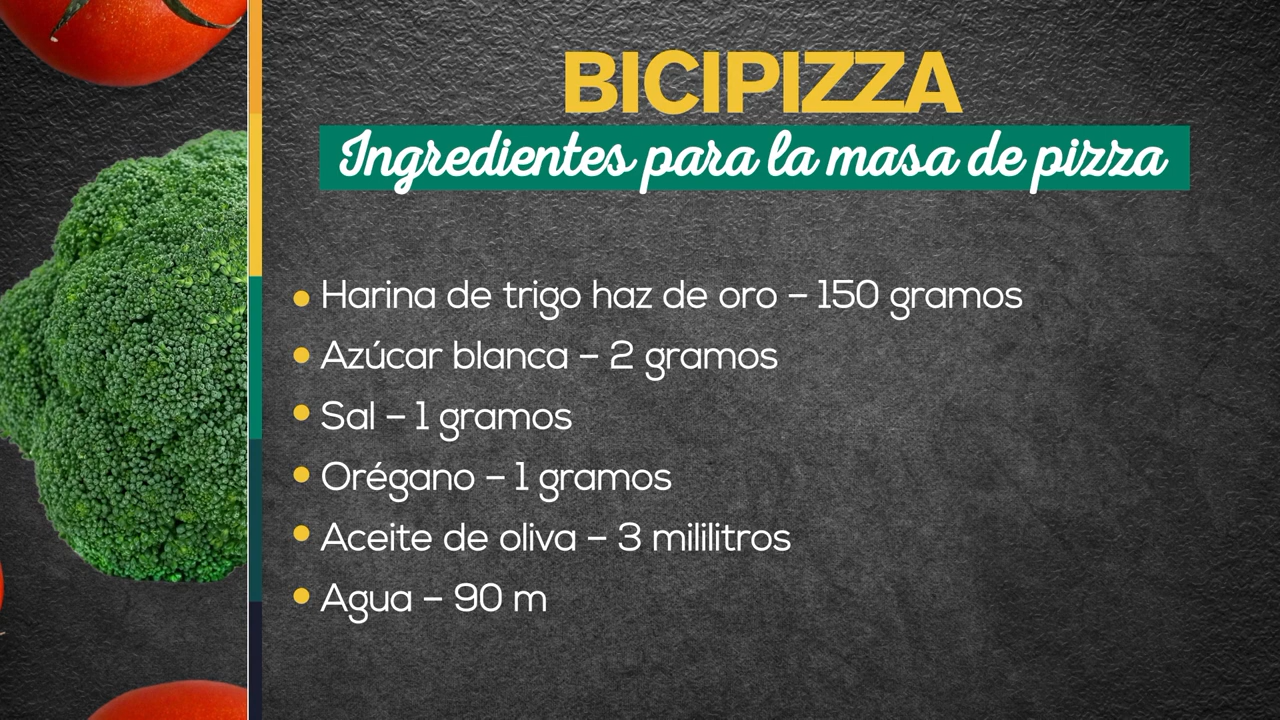 BICIPIZZA
Ingredientes para la masa de pizza
Harina de trigo haz de oro – 150 gramos
Azúcar blanca – 2 gramos
Sal – 1 gramos
Orégano – 1 gramos
Aceite de oliva – 3 mililitros
Agua – 90 m